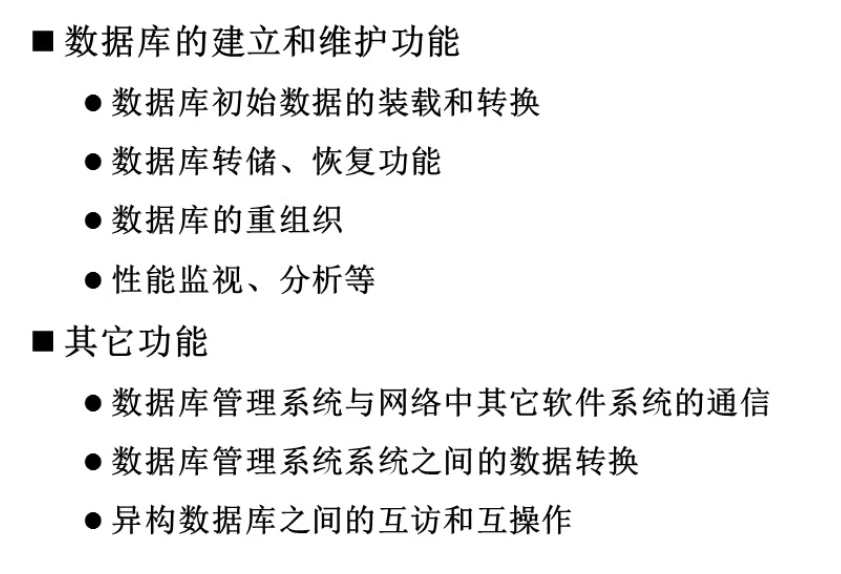 ■ 数据库的建立和维护功能
● 数据库初始数据的装载和转换
● 数据库转储、恢复功能
● 数据库的重组织
● 性能监视、分析等
■ 其它功能
● 数据库管理系统与网络中其它软件系统的通信
● 数据库管理系统系统之间的数据转换
● 异构数据库之间的互访和互操作